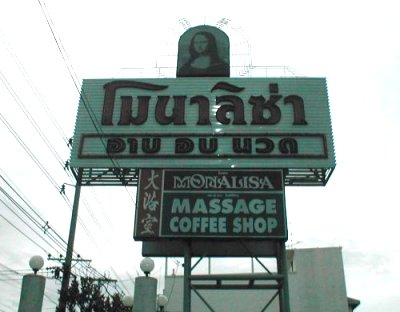 โมนาลิซ่า
อาบ อบ นวด
大浴室
MONALISA
MASSAGE
COFFEE SHOP